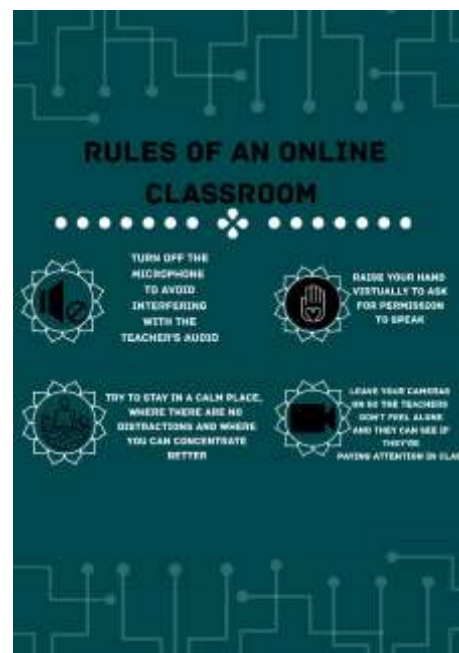 RULES OF AN ONLINE
CLASSROOM
TURN OFF THE
MICROPHONE
TO AVOID
INTERFERING
WITH THE
TEACHER'S AUDIO
RAISE YOUR HAND
VIRTUALLY TO ASK
FOR PERMISSION
TO SPEAK
TRY TO STAY IN A CALM PLACE,
WHERE THERE ARE NO
DISTRACTIONS AND WHERE
YOU CAN CONCENTRATE
BETTER
LEAVE YOUR CAMERAS
ON SO THE TEACHERS
DON'T FEEL ALONE
AND THEY CAN SEE IF
THEY'RE
PAYING ATTENTION IN CLA